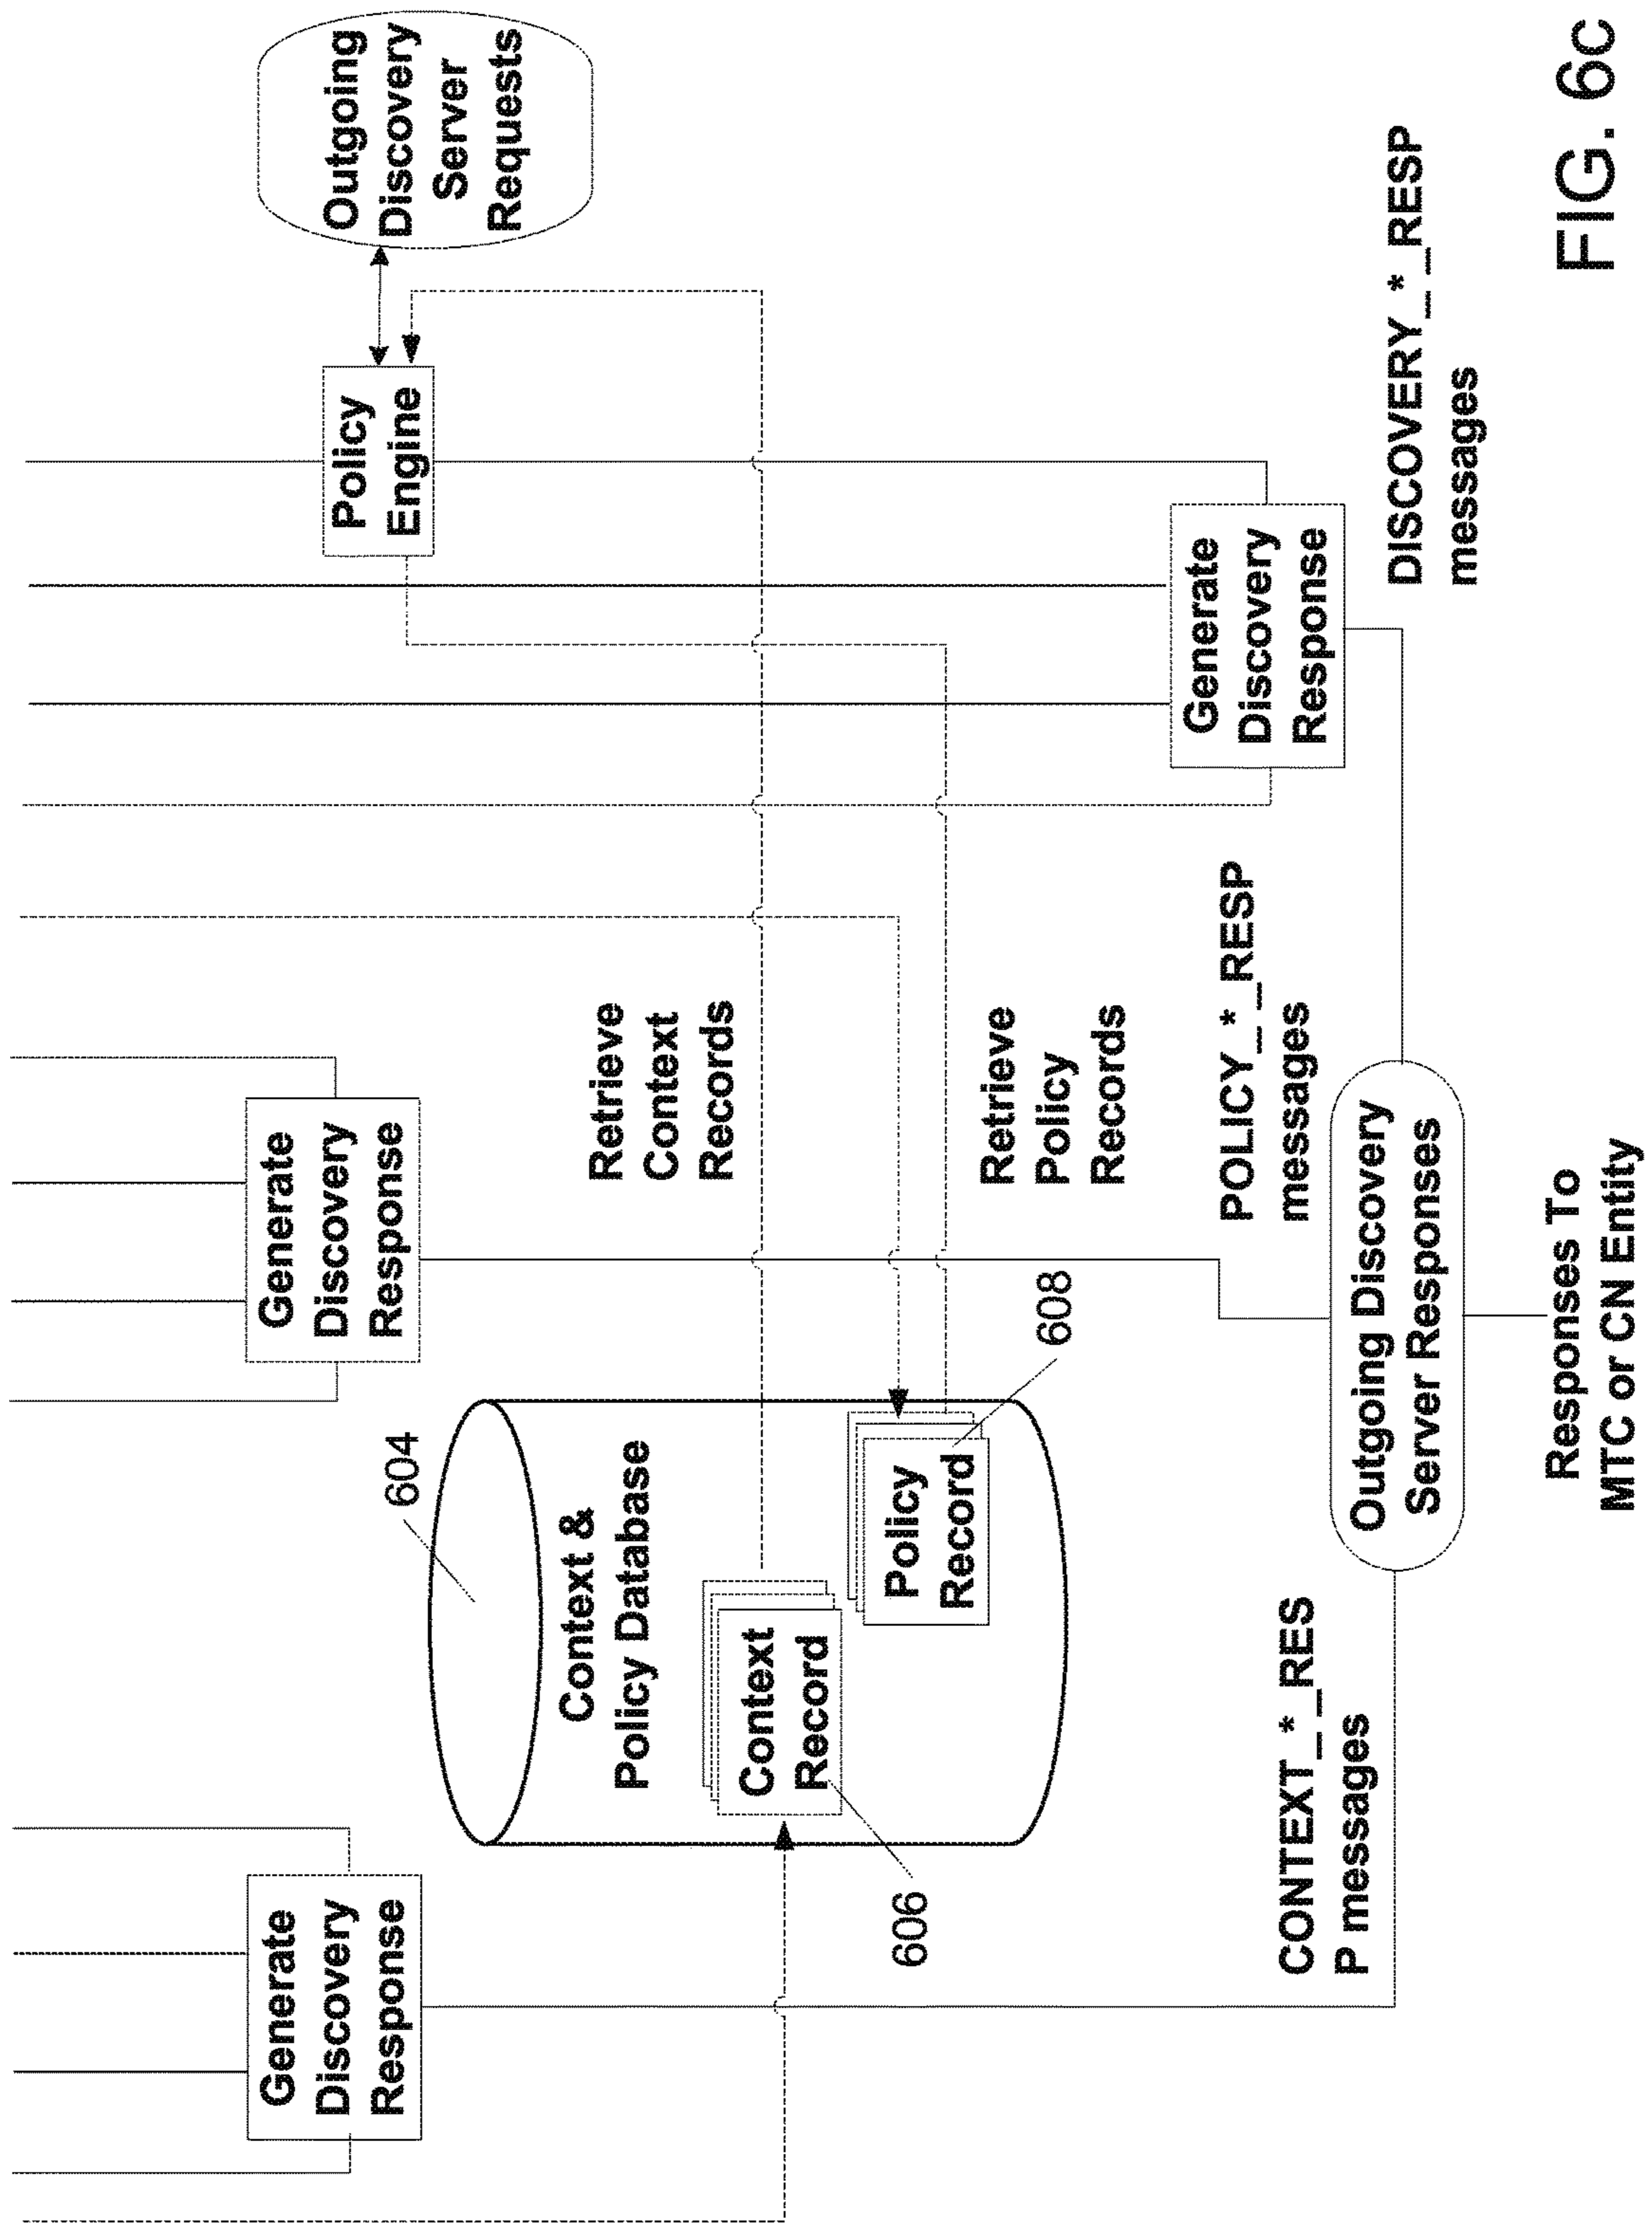 Generate
Discovery
Response
Generate
Discovery
Response
Policy
Engine
Outgoing
Discovery
Server
Requests
604
Context &
Policy Database
Retrieve
Context
Records
Context
Record
606
Policy
Record
Retrieve
Policy
Records
608
Generate
Discovery
Response
CONTEXT_*_RES
P messages
POLICY_*_RESP
messages
DISCOVERY_*_RESP
messages
Outgoing Discovery
Server Responses
Responses To
MTC or CN Entity
FIG. 6c